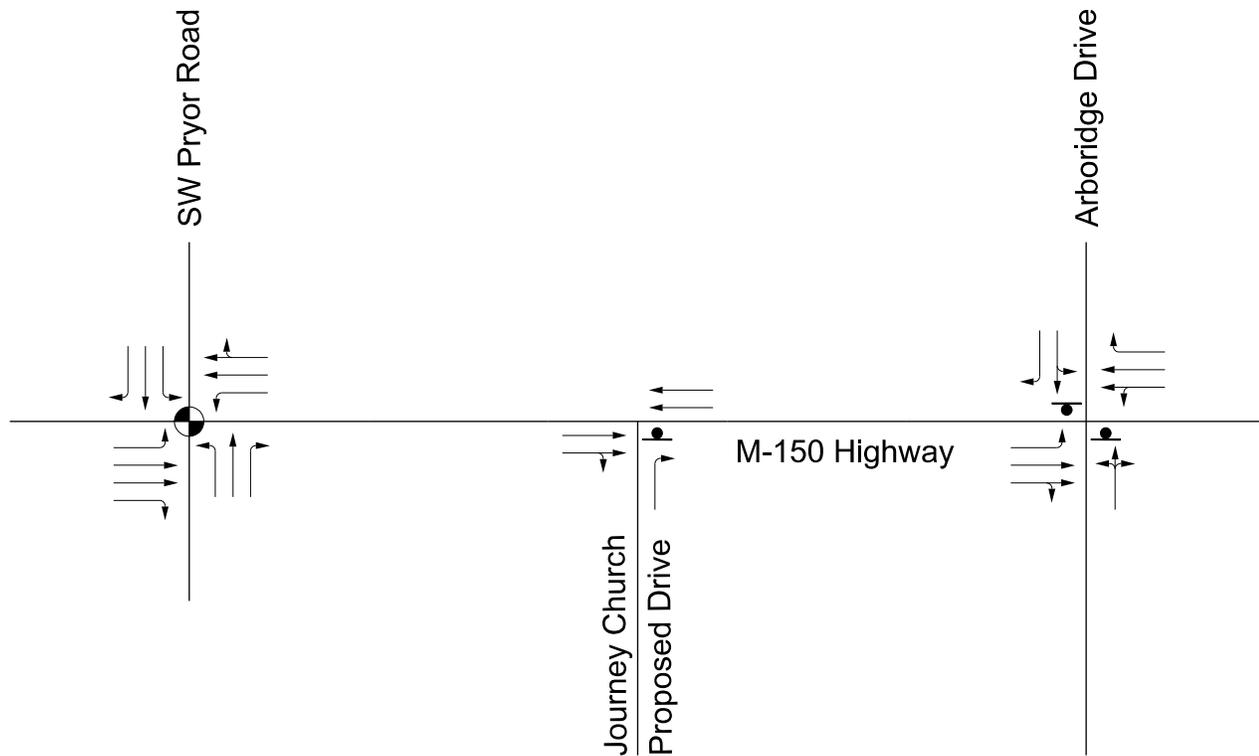 SW Pryor Road
Arboridge Drive
M-150 Highway
Journey Church
Proposed Drive